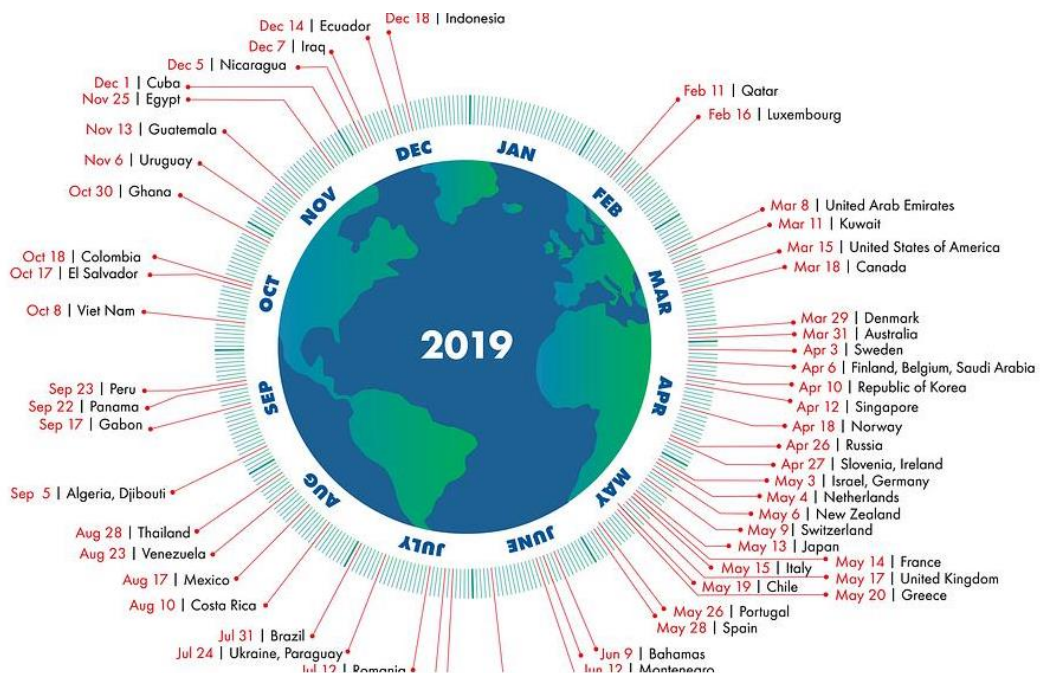 Dec 18 | Indonesia
Dec 14 | Ecuador
Dec 7 | Iraq
Dec 5 | Nicaragua
Dec 1 | Cuba
Nov 25 | Egypt
Nov 13 | Guatemala
Nov 6 | Uruguay
Oct 30 | Ghana
Oct 18 | Colombia
Oct 17 | El Salvador
Oct 8 | Viet Nam
Sep 23 | Peru
Sep 22 | Panama
Sep 17 | Gabon
Sep 5 | Algeria, Djibouti
Aug 28 | Thailand
Aug 23 | Venezuela
Aug 17 | Mexico
Aug 10 | Costa Rica
Jul 31 | Brazil
Jul 24 | Ukraine, Paraguay
Jul 12 | Romania
Feb 11 | Qatar
Feb 16 | Luxembourg
Mar 8 | United Arab Emirates
Mar 11 | Kuwait
Mar 15 | United States of America
Mar 18 | Canada
Mar 29 | Denmark
Mar 31 | Australia
Apr 3 | Sweden
Apr 6 | Finland, Belgium, Saudi Arabia
Apr 10 | Republic of Korea
Apr 12 | Singapore
Apr 18 | Norway
Apr 26 | Russia
Apr 27 | Slovenia, Ireland
May 3 | Israel, Germany
May 4 | Netherlands
May 6 | New Zealand
May 9 | Switzerland
May 13 | Japan
May 14 | France
May 15 | Italy
May 17 | United Kingdom
May 19 | Chile
May 20 | Greece
May 26 | Portugal
May 28 | Spain
Jun 9 | Bahamas
Jun 12 | Montenegro
JAN
FEB
MAR
APR
MAY
JUNE
JULY
AUG
SEP
OCT
NOV
DEC
2019